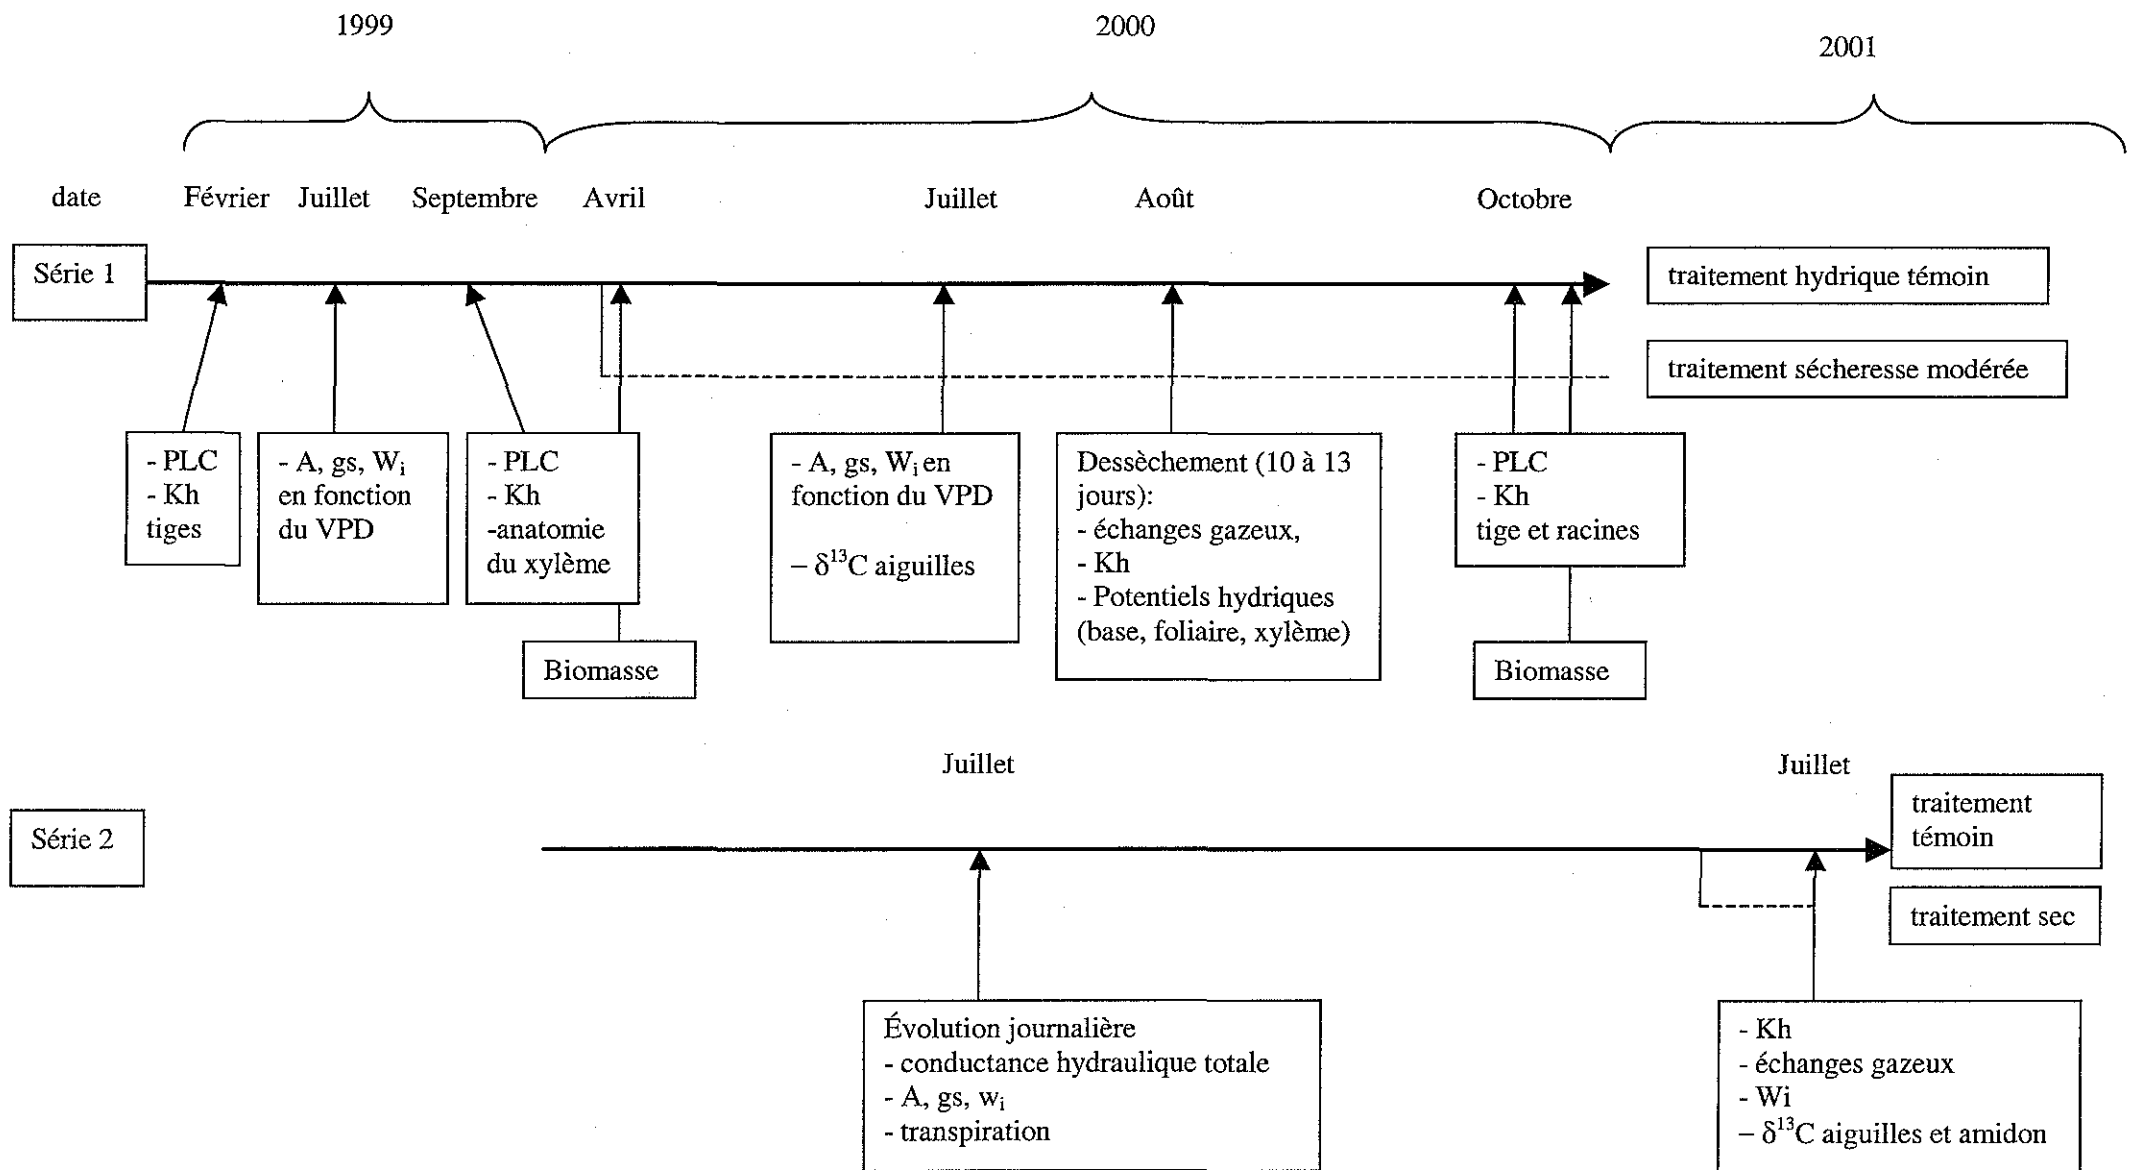 1999
2000
2001
date
Février
Juillet
Septembre
Avril
Juillet
Août
Octobre
Série 1
traitement hydrique témoin
traitement sécheresse modérée
- PLC
- Kh
tiges
- A, gs, Wi
en fonction
du VPD
- PLC
- Kh
-anatomie
du xylème
Biomasse
- A, gs, Wi en
fonction du VPD
– δ13C aiguilles
Dessèchement (10 à 13
jours):
- échanges gazeux,
- Kh
- Potentiels hydriques
(base, foliaire, xylème)
- PLC
- Kh
tige et racines
Biomasse
Juillet
Juillet
Série 2
traitement
témoin
traitement sec
Évolution journalière
- conductance hydraulique totale
- A, gs, wi
- transpiration
- Kh
- échanges gazeux
- Wi
– δ13C aiguilles et amidon